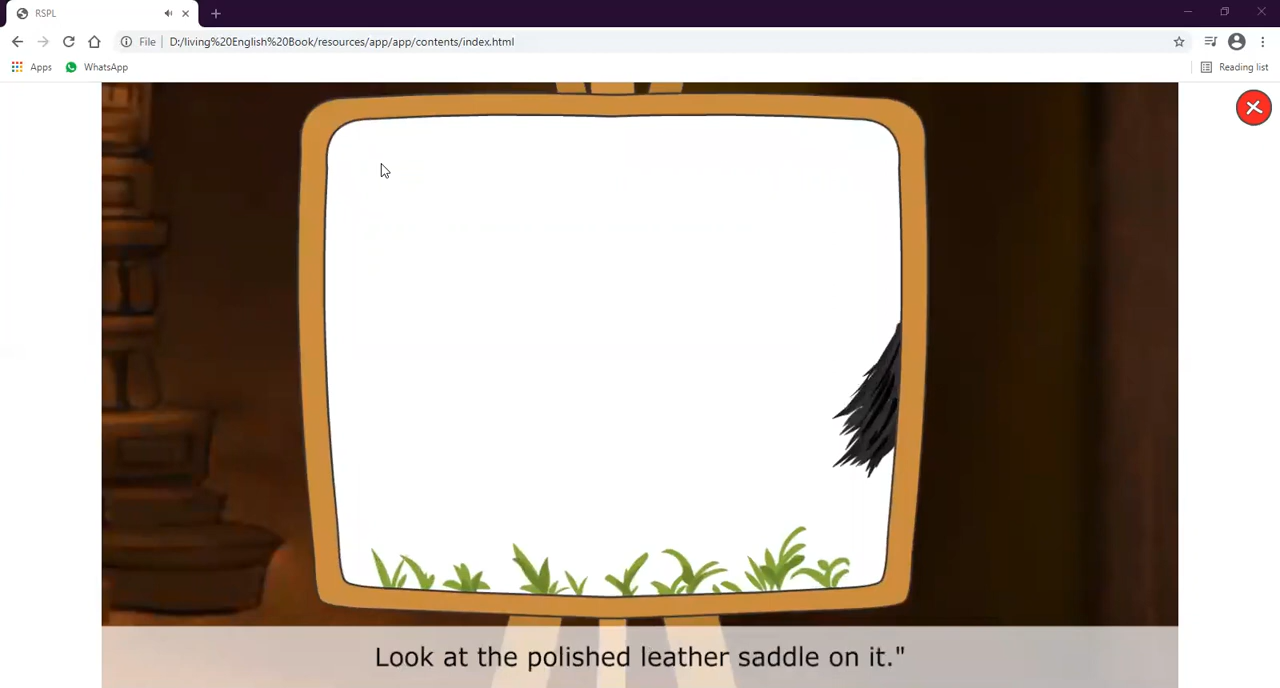 RSPL
File
D:/living%20English%20Book/resources/app/app/contents/index.html
Apps
WhatsApp
Reading list
Look at the polished leather saddle on it."